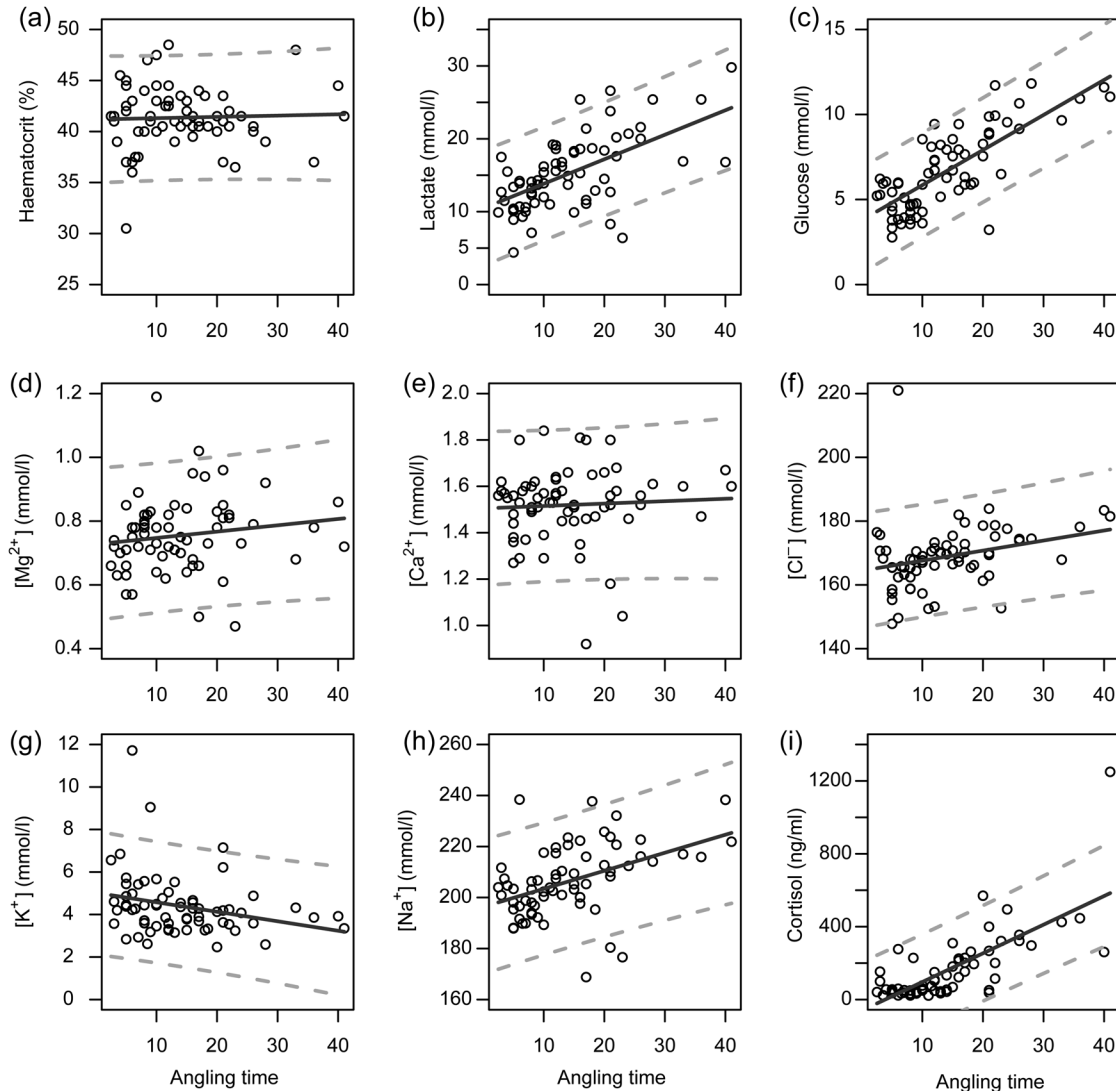 (a)
Haematocrit (%)
50
45
40
35
30
25
10 20 30 40
(b)
Lactate (mmol/l)
30
20
10
0
10 20 30 40
(c)
Glucose (mmol/l)
15
10
5
0
10 20 30 40
(d)
[Mg²⁺] (mmol/l)
1.2
1.0
0.8
0.6
0.4
10 20 30 40
(e)
[Ca²⁺] (mmol/l)
2.0
1.8
1.6
1.4
1.2
1.0
10 20 30 40
(f)
[Cl⁻] (mmol/l)
220
200
180
160
140
10 20 30 40
(g)
[K⁺] (mmol/l)
12
10
8
6
4
2
0
10 20 30 40
Angling time
(h)
[Na⁺] (mmol/l)
260
240
220
200
180
160
10 20 30 40
Angling time
(i)
Cortisol (ng/ml)
1200
800
400
0
10 20 30 40
Angling time